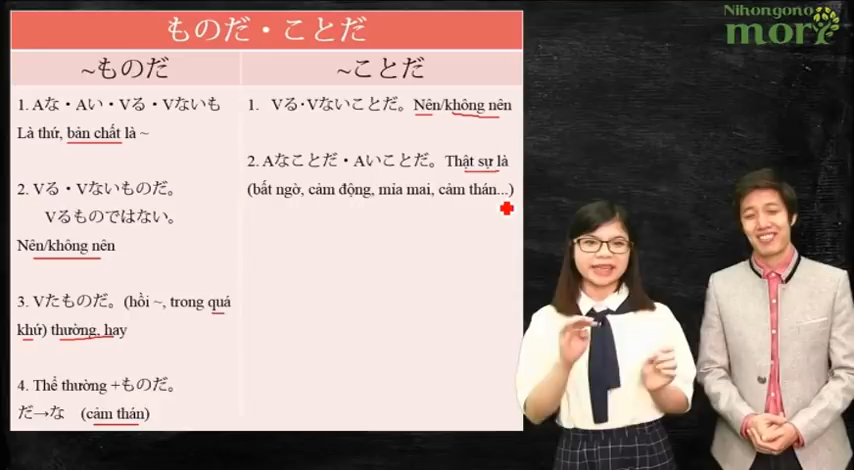 Nihongono
mori
ものだ・ことだ
~ものだ
~ことだ
1. Aな・Aい・Vる・Vないも
Là thứ, bản chất là ~
2. Vる・Vないものだ。
Vるものではない。
Nên/không nên
3. Vたものだ。(hồi ~, trong quá
khứ) thường, hay
4. Thể thường +ものだ。
だ→な (cảm thán)
1. Vる·Vないことだ。Nên/không nên
2. Aなことだ・Aいことだ。Thật sự là
(bất ngờ, cảm động, mỉa mai, cảm thán...)